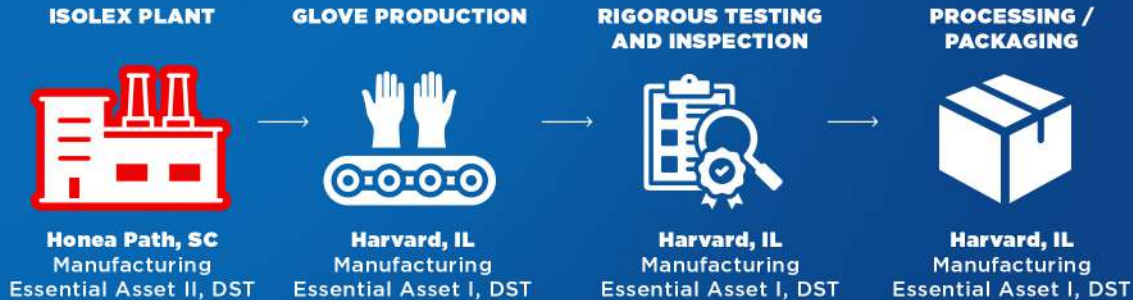 ISOLEX PLANT
Honea Path, SC
Manufacturing
Essential Asset II, DST
GLOVE PRODUCTION
Harvard, IL
Manufacturing
Essential Asset I, DST
RIGOROUS TESTING
AND INSPECTION
Harvard, IL
Manufacturing
Essential Asset I, DST
PROCESSING /
PACKAGING
Harvard, IL
Manufacturing
Essential Asset I, DST